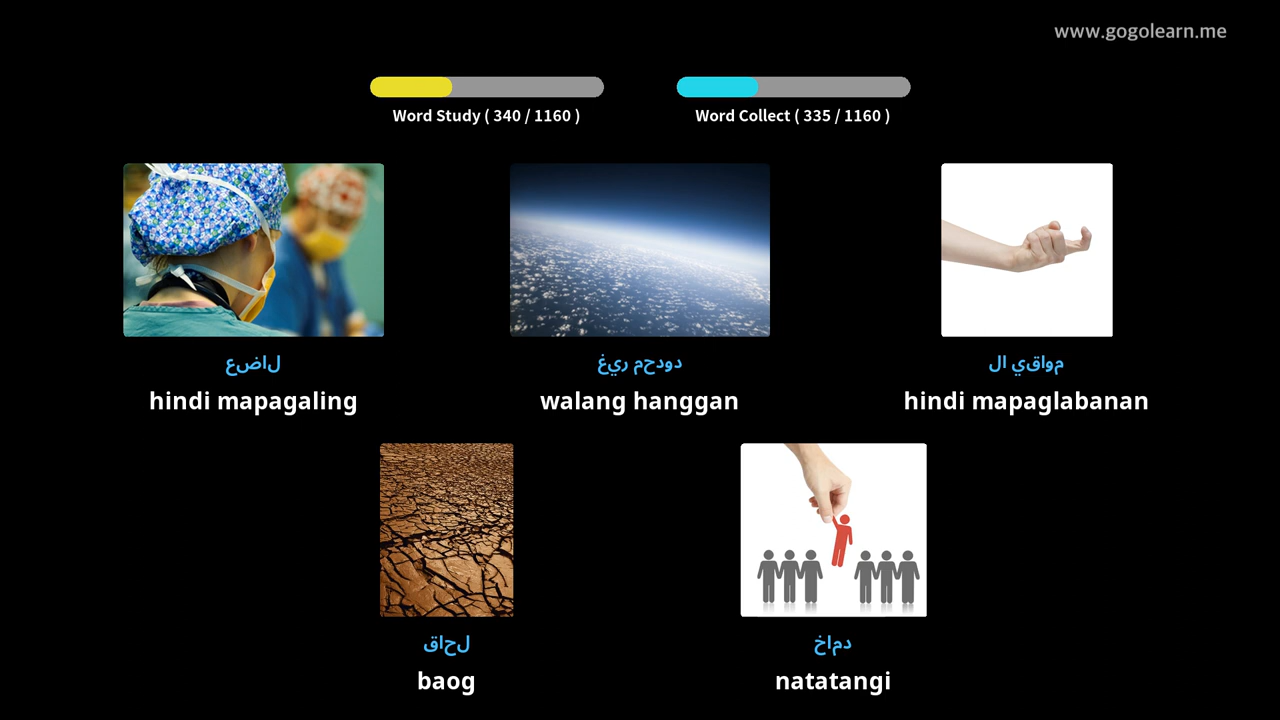 www.gogolearn.me
Word Study ( 340 / 1160 )
Word Collect ( 335 / 1160 )
لاضع
hindi mapagaling
دودحم ريغ
walang hanggan
مواقي ال
hindi mapaglabanan
لحاق
baog
دماخ
natatangi